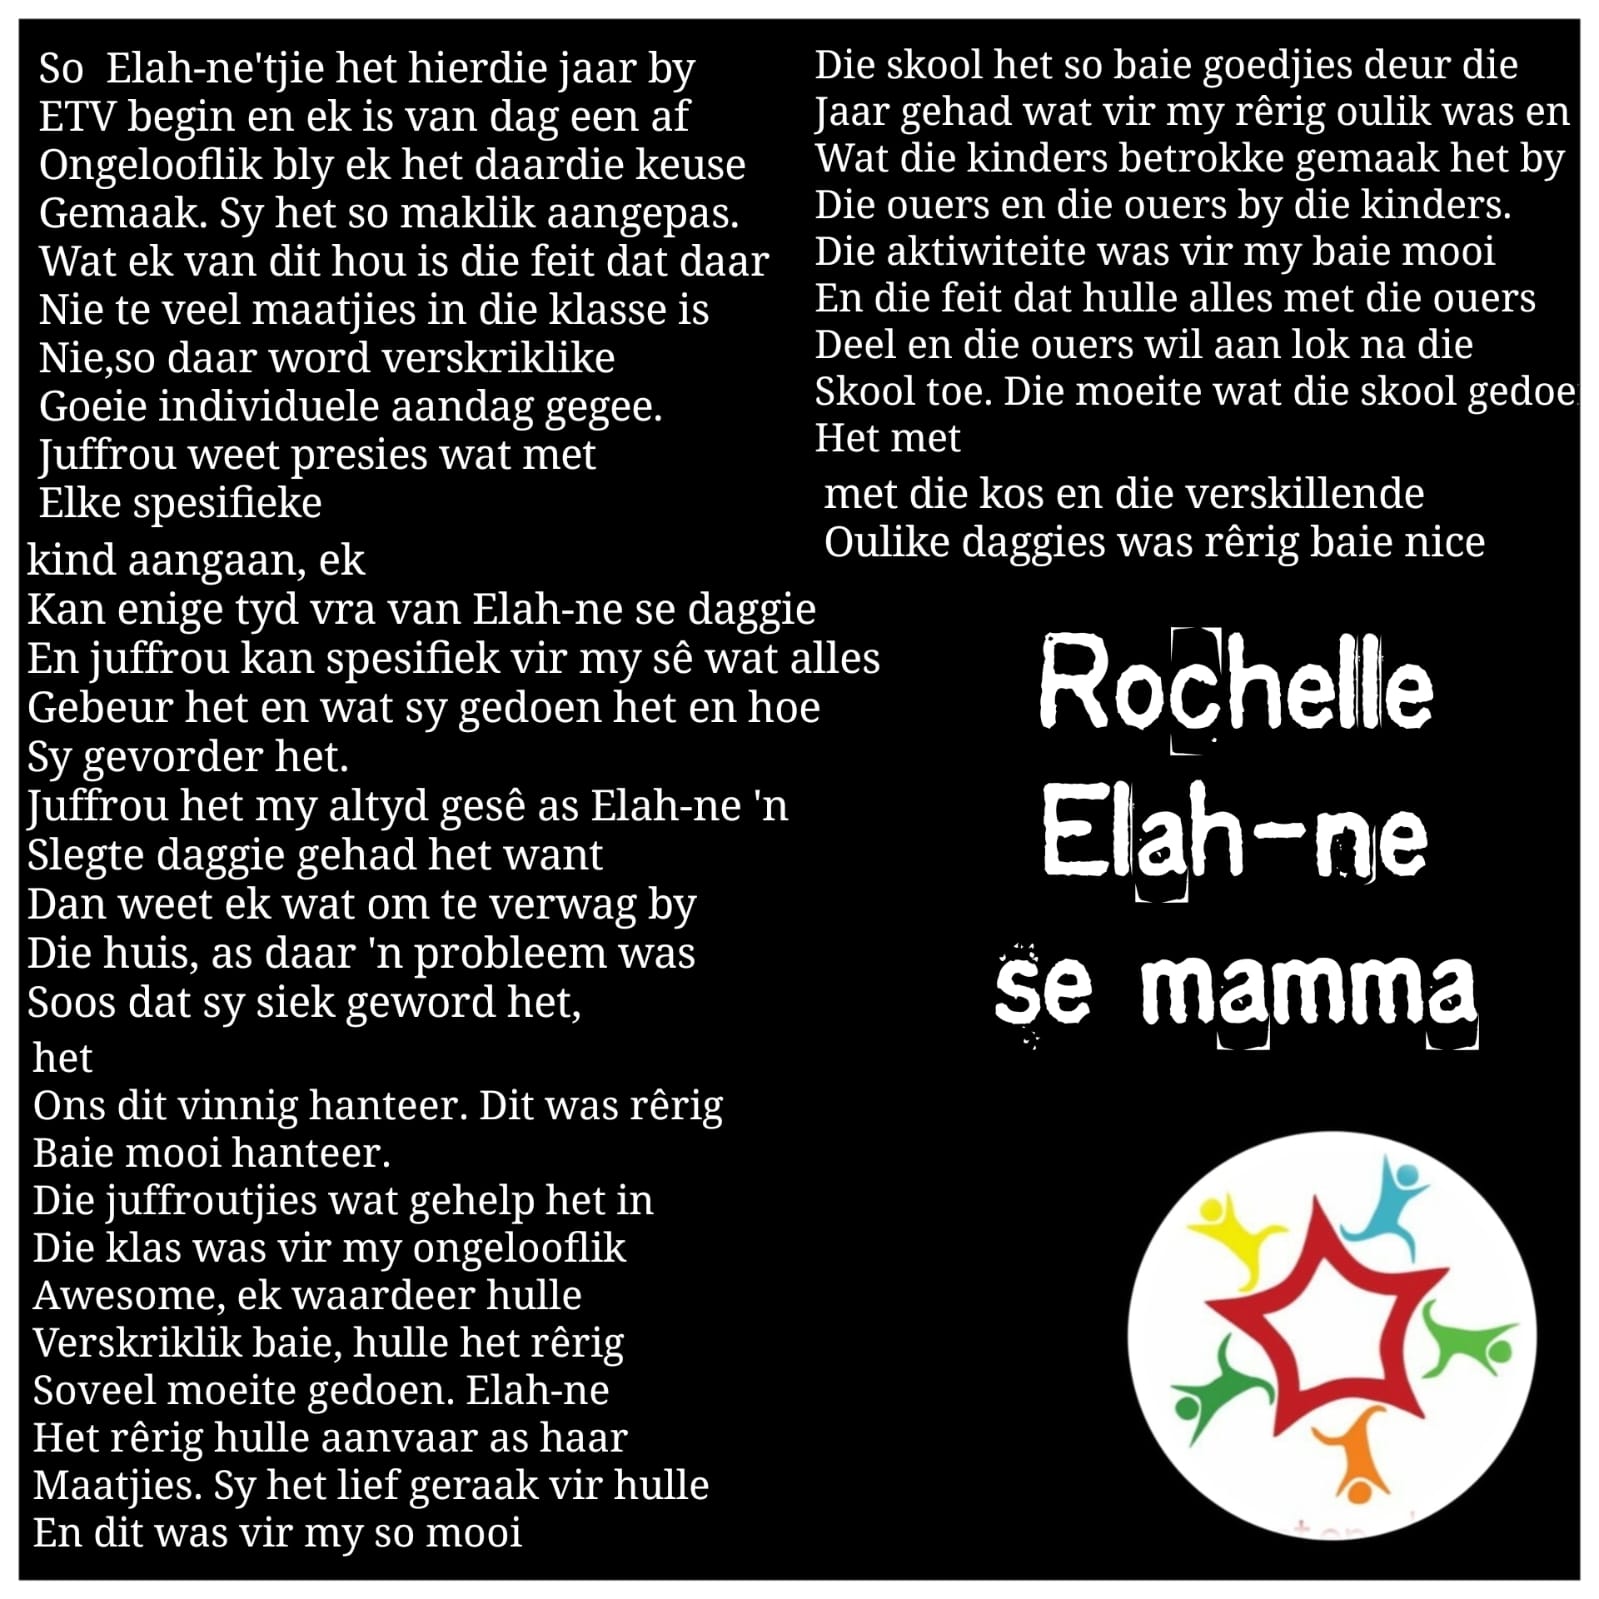 So  Elah-ne'tjie het hierdie jaar by
ETV begin en ek is van dag een af
Ongelooflik bly ek het daardie keuse
Gemaak. Sy het so maklik aangepas.
Wat ek van dit hou is die feit dat daar
Nie te veel maatjies in die klasse is
Nie,so daar word verskriklike
Goeie individuele aandag gegee.
Juffrou weet presies wat met
Elke spesifieke
kind aangaan, ek
Kan enige tyd vra van Elah-ne se daggie
En juffrou kan spesifiek vir my sê wat alles
Gebeur het en wat sy gedoen het en hoe
Sy gevorder het.
Juffrou het my altyd gesê as Elah-ne 'n
Slegte daggie gehad het want
Dan weet ek wat om te verwag by
Die huis, as daar 'n probleem was
Soos dat sy siek geword het,
het
Ons dit vinnig hanteer. Dit was rêrig
Baie mooi hanteer.
Die juffroutjies wat gehelp het in
Die klas was vir my ongelooflik
Awesome, ek waardeer hulle
Verskriklik baie, hulle het rêrig
Soveel moeite gedoen. Elah-ne
Het rêrig hulle aanvaar as haar
Maatjies. Sy het lief geraak vir hulle
En dit was vir my so mooi
Die skool het so baie goedjies deur die
Jaar gehad wat vir my rêrig oulik was en
Wat die kinders betrokke gemaak het by
Die ouers en die ouers by die kinders.
Die aktiwiteite was vir my baie mooi
En die feit dat hulle alles met die ouers
Deel en die ouers wil aan lok na die
Skool toe. Die moeite wat die skool gedoe
Het met
met die kos en die verskillende
Oulike daggies was rêrig baie nice
Rochelle
Elah-ne
se mamma